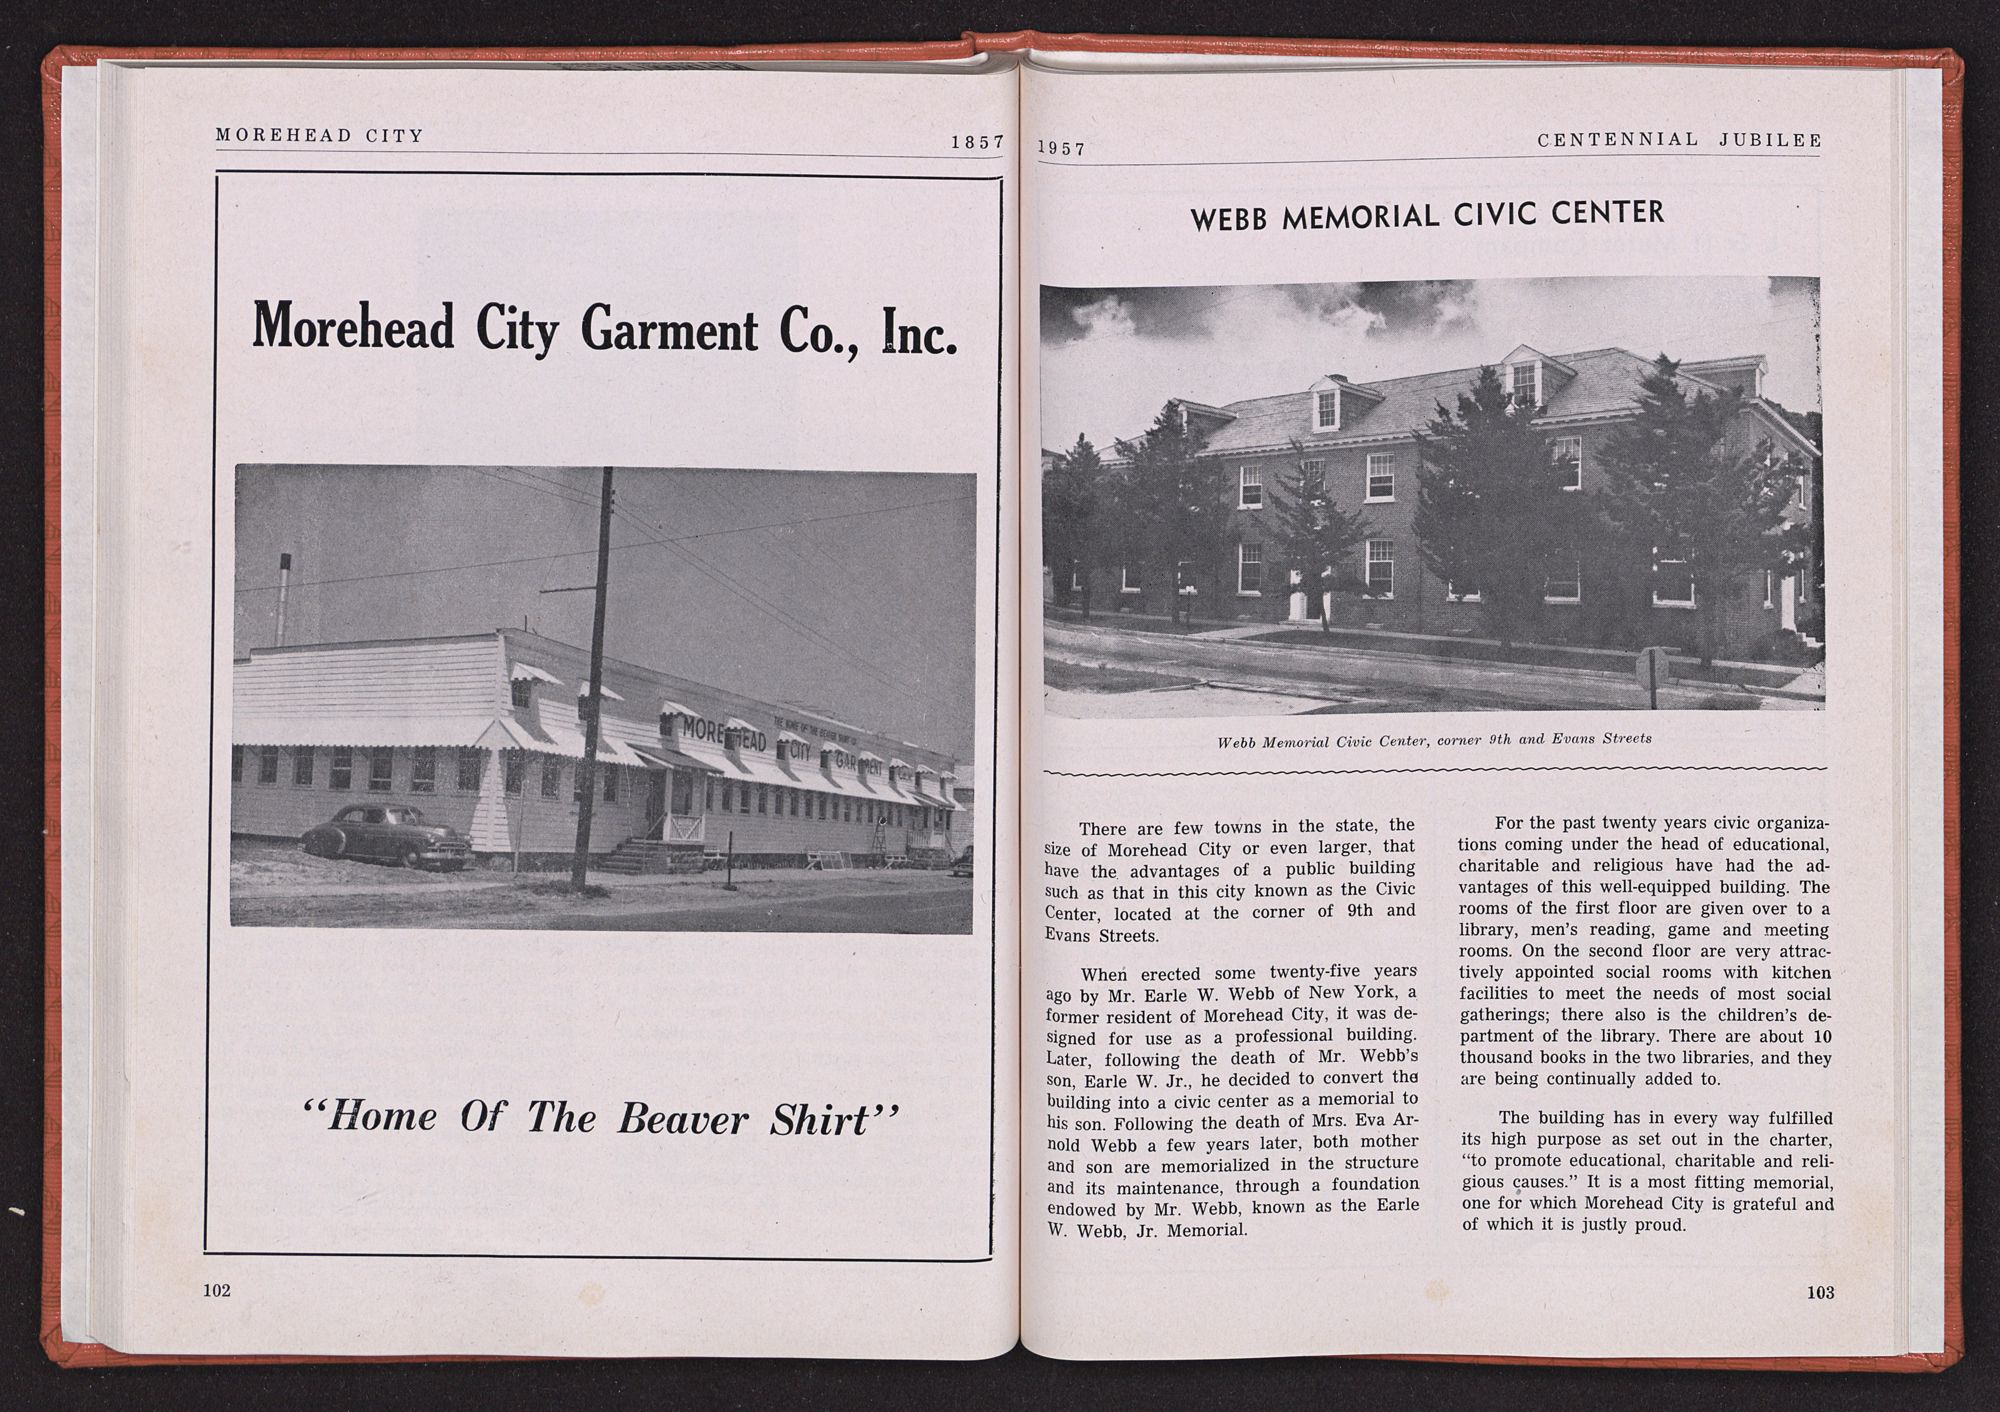 MOREHEAD CITY 1857
Morehead City Garment Co., Inc.
THE HOME OF THE BEAVER SHIRT CO.
MOREHEAD CITY GARMENT CO.
“Home Of The Beaver Shirt”
102
1957 CENTENNIAL JUBILEE
WEBB MEMORIAL CIVIC CENTER
Webb Memorial Civic Center, corner 9th and Evans Streets
There are few towns in the state, the
size of Morehead City or even larger, that
have the advantages of a public building
such as that in this city known as the Civic
Center, located at the corner of 9th and
Evans Streets.
When erected some twenty-five years
ago by Mr. Earle W. Webb of New York, a
former resident of Morehead City, it was de-
signed for use as a professional building.
Later, following the death of Mr. Webb's
son, Earle W. Jr., he decided to convert the
building into a civic center as a memorial to
his son. Following the death of Mrs. Eva Ar-
nold Webb a few years later, both mother
and son are memorialized in the structure
and its maintenance, through a foundation
endowed by Mr. Webb, known as the Earle
W. Webb, Jr. Memorial.
For the past twenty years civic organiza-
tions coming under the head of educational,
charitable and religious have had the ad-
vantages of this well-equipped building. The
rooms of the first floor are given over to a
library, men's reading, game and meeting
rooms. On the second floor are very attrac-
tively appointed social rooms with kitchen
facilities to meet the needs of most social
gatherings; there also is the children's de-
partment of the library. There are about 10
thousand books in the two libraries, and they
are being continually added to.
The building has in every way fulfilled
its high purpose as set out in the charter,
“to promote educational, charitable and reli-
gious causes.” It is a most fitting memorial,
one for which Morehead City is grateful and
of which it is justly proud.
103